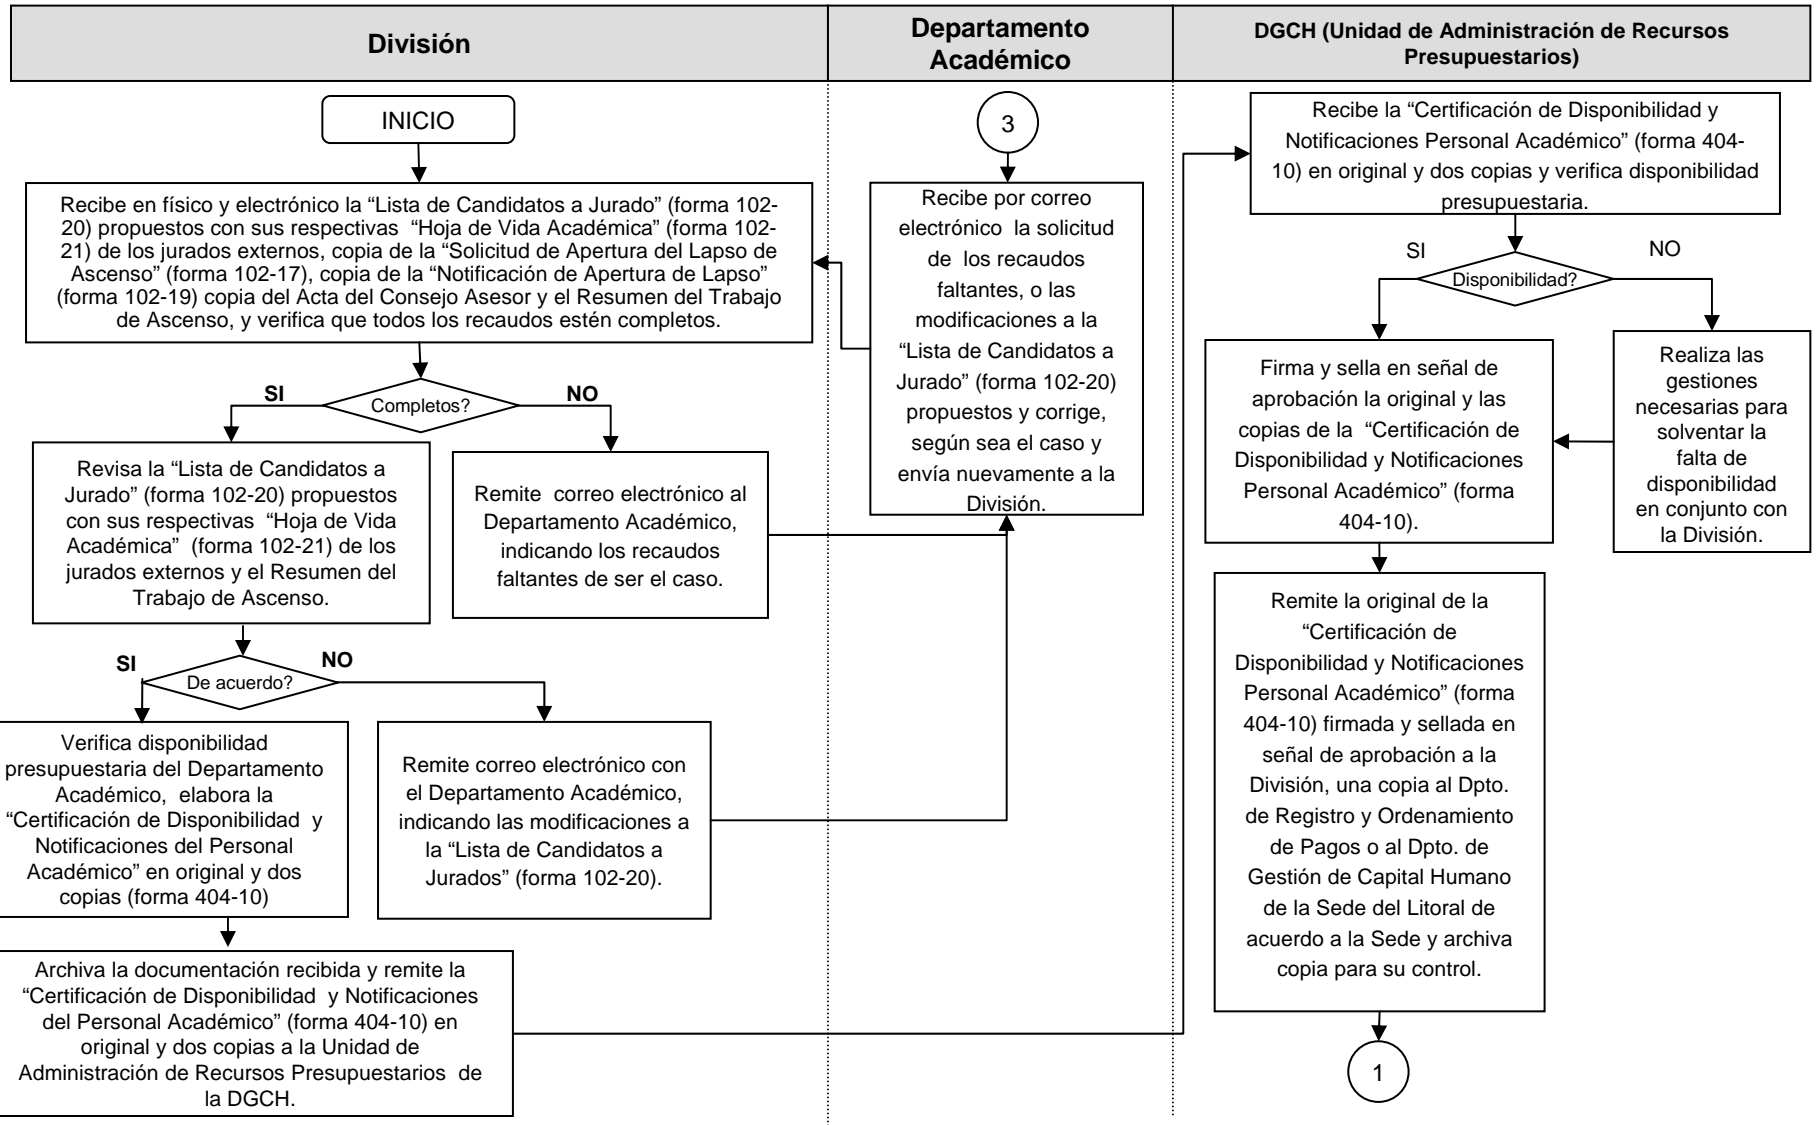 División
Departamento
Académico
DGCH (Unidad de Administración de Recursos
Presupuestarios)
INICIO
Recibe en físico y electrónico la “Lista de Candidatos a Jurado” (forma 102-
20) propuestos con sus respectivas “Hoja de Vida Académica” (forma 102-
21) de los jurados externos, copia de la “Solicitud de Apertura del Lapso de
Ascenso” (forma 102-17), copia de la “Notificación de Apertura de Lapso”
(forma 102-19) copia del Acta del Consejo Asesor y el Resumen del Trabajo
de Ascenso, y verifica que todos los recaudos estén completos.
SI
Completos?
NO
Revisa la “Lista de Candidatos a
Jurado” (forma 102-20) propuestos
con sus respectivas “Hoja de Vida
Académica” (forma 102-21) de los
jurados externos y el Resumen del
Trabajo de Ascenso.
Remite correo electrónico al
Departamento Académico,
indicando los recaudos
faltantes de ser el caso.
SI
De acuerdo?
NO
Verifica disponibilidad
presupuestaria del Departamento
Académico, elabora la
“Certificación de Disponibilidad y
Notificaciones del Personal
Académico” en original y dos
copias (forma 404-10)
Remite correo electrónico con
el Departamento Académico,
indicando las modificaciones a
la “Lista de Candidatos a
Jurados” (forma 102-20).
Archiva la documentación recibida y remite la
“Certificación de Disponibilidad y Notificaciones
del Personal Académico” (forma 404-10) en
original y dos copias a la Unidad de
Administración de Recursos Presupuestarios de
la DGCH.
3
Recibe por correo
electrónico la solicitud
de los recaudos
faltantes, o las
modificaciones a la
“Lista de Candidatos a
Jurado” (forma 102-20)
propuestos y corrige,
según sea el caso y
envía nuevamente a la
División.
Recibe la “Certificación de Disponibilidad y
Notificaciones Personal Académico” (forma 404-
10) en original y dos copias y verifica disponibilidad
presupuestaria.
SI
Disponibilidad?
NO
Firma y sella en señal de
aprobación la original y las
copias de la “Certificación de
Disponibilidad y Notificaciones
Personal Académico” (forma
404-10).
Realiza las
gestiones
necesarias para
solventar la
falta de
disponibilidad
en conjunto con
la División.
Remite la original de la
“Certificación de
Disponibilidad y Notificaciones
Personal Académico” (forma
404-10) firmada y sellada en
señal de aprobación a la
División, una copia al Dpto.
de Registro y Ordenamiento
de Pagos o al Dpto. de
Gestión de Capital Humano
de la Sede del Litoral de
acuerdo a la Sede y archiva
copia para su control.
1